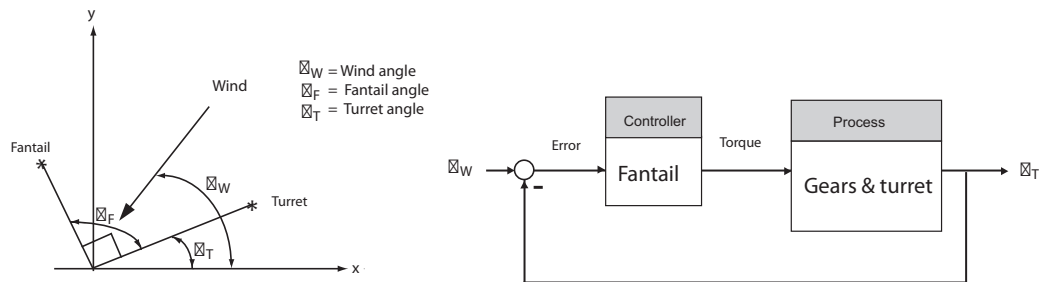 y
Wind
Fantail
Turret
x
☒W = Wind angle
☒F = Fantail angle
☒T = Turret angle
☒F
☒W
☒T
☒W
Error
Controller
Fantail
Torque
Process
Gears & turret
☒T
-